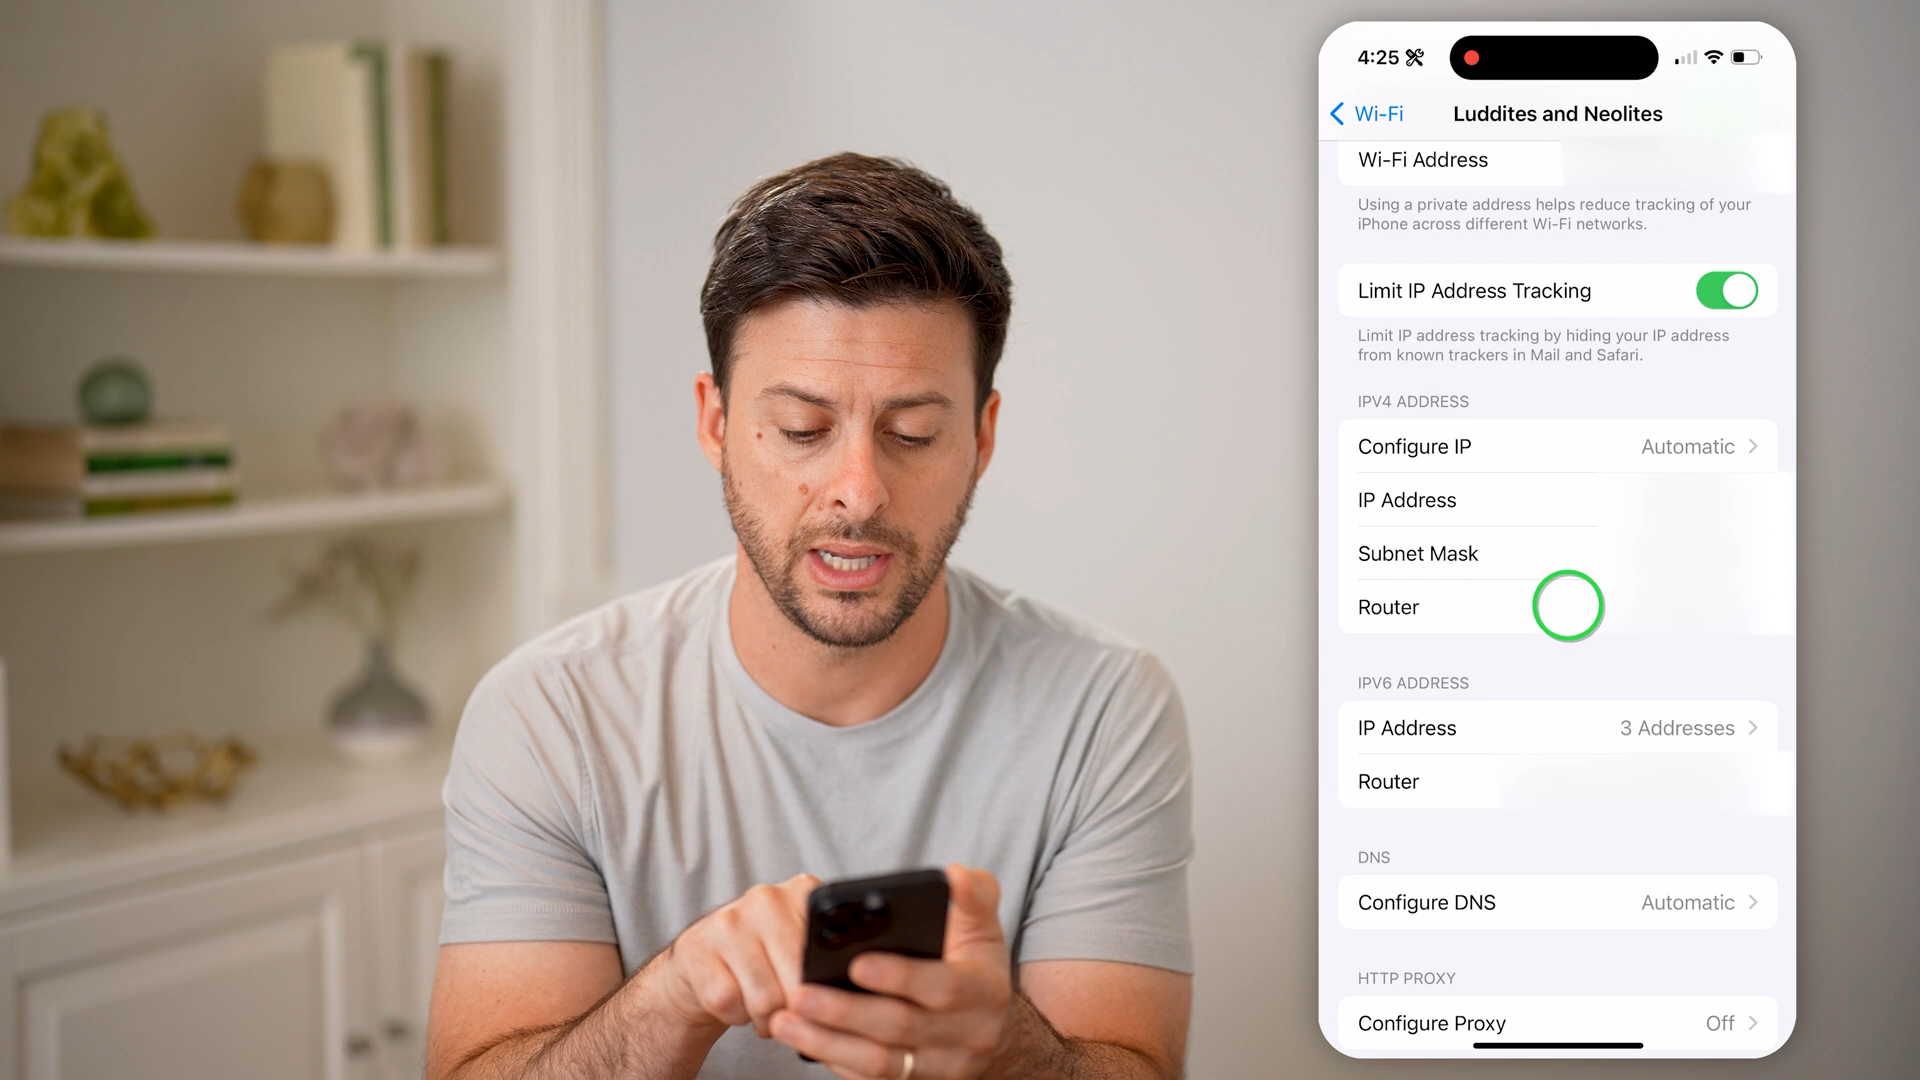 4:25
Wi-Fi
Luddites and Neolites
Wi-Fi Address
Using a private address helps reduce tracking of your
iPhone across different Wi-Fi networks.
Limit IP Address Tracking
Limit IP address tracking by hiding your IP address
from known trackers in Mail and Safari.
IPV4 ADDRESS
Configure IP Automatic
IP Address
Subnet Mask
Router
IPV6 ADDRESS
IP Address 3 Addresses
Router
DNS
Configure DNS Automatic
HTTP PROXY
Configure Proxy Off